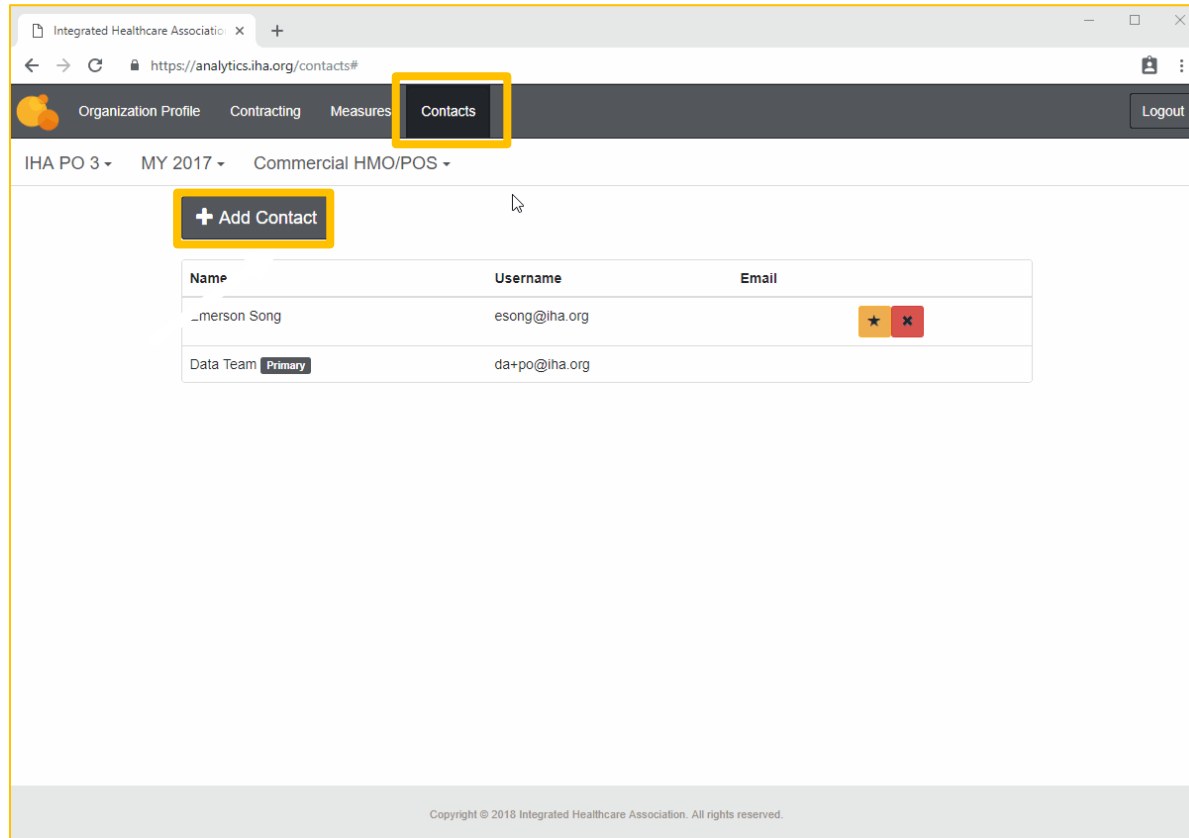 Integrated Healthcare Associatio
https://analytics.iha.org/contacts#
Organization Profile Contracting Measures Contacts Logout
IHA PO 3 MY 2017 Commercial HMO/POS
Add Contact
Name Username Email
Emerson Song esong@iha.org
Data Team Primary da+po@iha.org
Copyright © 2018 Integrated Healthcare Association. All rights reserved.